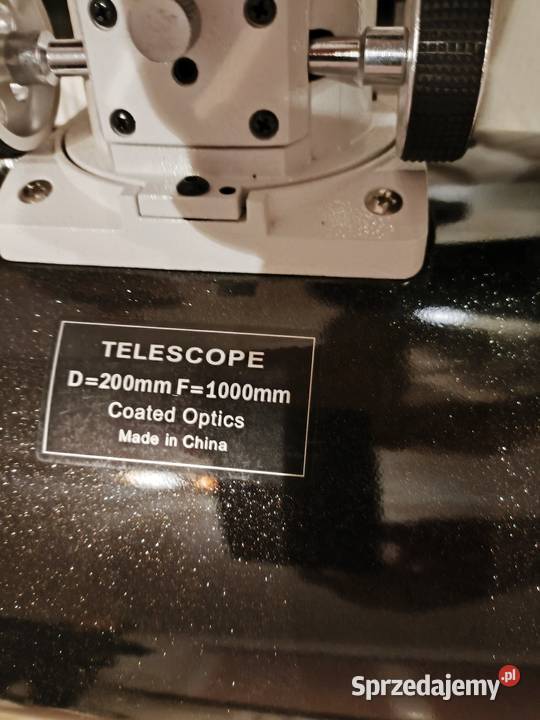 TELESCOPE
D=200mm F=1000mm
Coated Optics
Made in China
Sprzedajemy.pl